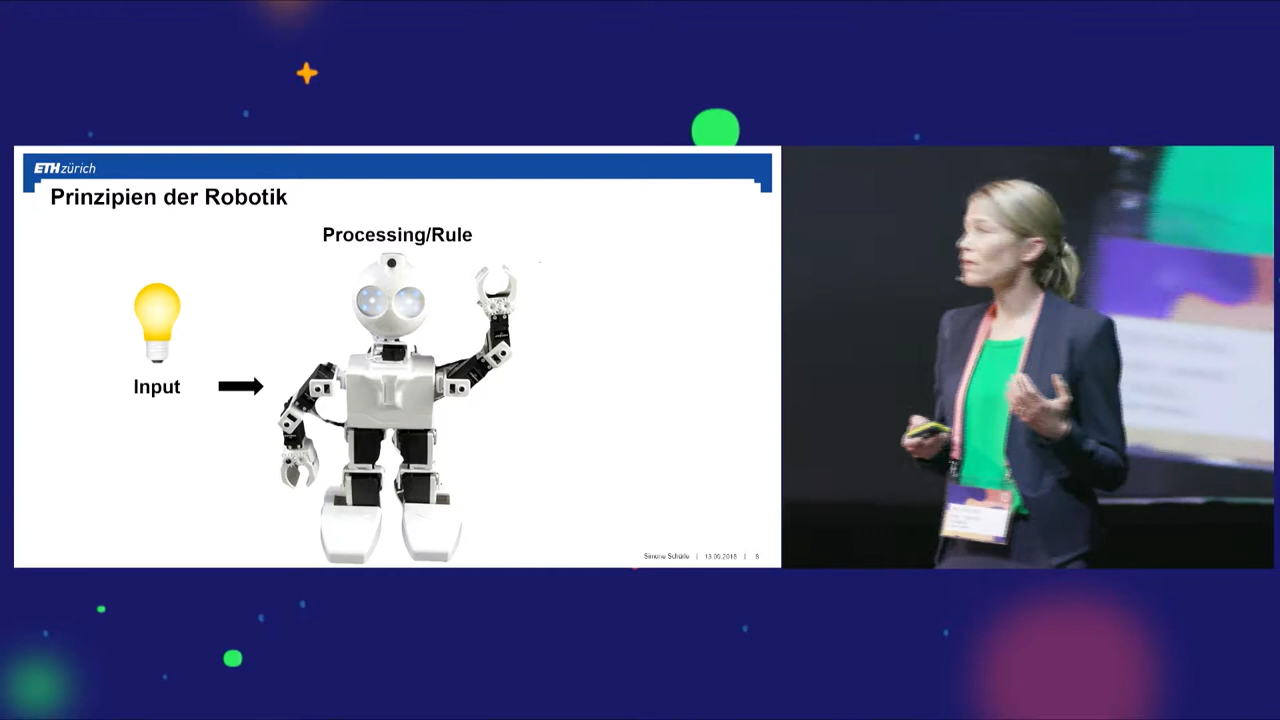 ETH zürich
Prinzipien der Robotik
Processing/Rule
Input
Simone Schürle | 13.09.2018 | 8